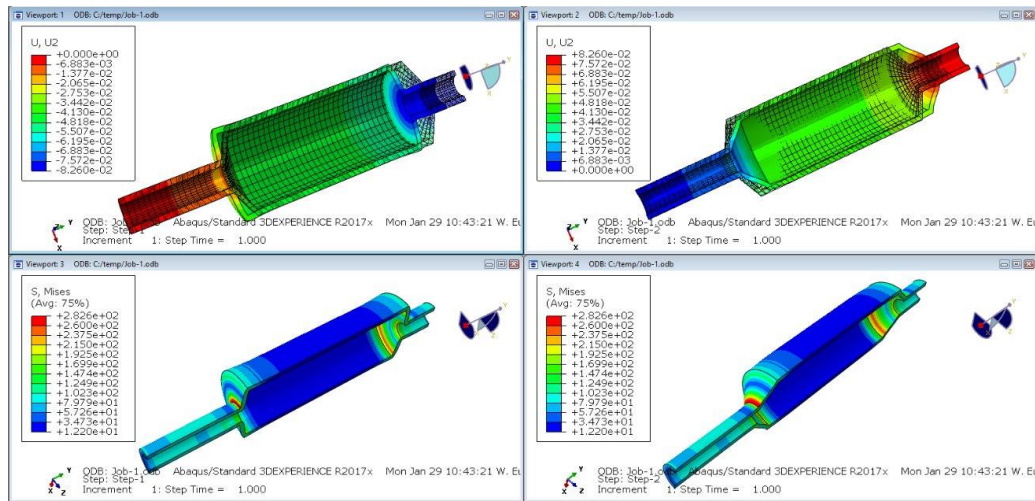 Viewport: 1 ODB: C:/temp/Job-1.odb
U, U2
+0.000e+00
-6.883e-03
-1.377e-02
-2.065e-02
-2.753e-02
-3.442e-02
-4.130e-02
-4.818e-02
-5.507e-02
-6.195e-02
-6.883e-02
-7.572e-02
-8.260e-02
ODB: Job-1.odb Abaqus/Standard 3DEXPERIENCE R2017x Mon Jan 29 10:43:21 W. Eu
Step: Step-1
Increment 1: Step Time = 1.000
Viewport: 2 ODB: C:/temp/Job-1.odb
U, U2
+8.260e-02
+7.572e-02
+6.883e-02
+6.195e-02
+5.507e-02
+4.818e-02
+4.130e-02
+3.442e-02
+2.753e-02
+2.065e-02
+1.377e-02
+6.883e-03
+0.000e+00
ODB: Job-1.odb Abaqus/Standard 3DEXPERIENCE R2017x Mon Jan 29 10:43:21 W. Eu
Step: Step-2
Increment 1: Step Time = 1.000
Viewport: 3 ODB: C:/temp/Job-1.odb
S, Mises
(Avg: 75%)
+2.826e+02
+2.600e+02
+2.375e+02
+2.150e+02
+1.925e+02
+1.699e+02
+1.474e+02
+1.249e+02
+1.023e+02
+7.979e+01
+5.726e+01
+3.473e+01
+1.220e+01
ODB: Job-1.odb Abaqus/Standard 3DEXPERIENCE R2017x Mon Jan 29 10:43:21 W. Eu
Step: Step-1
Increment 1: Step Time = 1.000
Viewport: 4 ODB: C:/temp/Job-1.odb
S, Mises
(Avg: 75%)
+2.826e+02
+2.600e+02
+2.375e+02
+2.150e+02
+1.925e+02
+1.699e+02
+1.474e+02
+1.249e+02
+1.023e+02
+7.979e+01
+5.726e+01
+3.473e+01
+1.220e+01
ODB: Job-1.odb Abaqus/Standard 3DEXPERIENCE R2017x Mon Jan 29 10:43:21 W. Eu
Step: Step-2
Increment 1: Step Time = 1.000